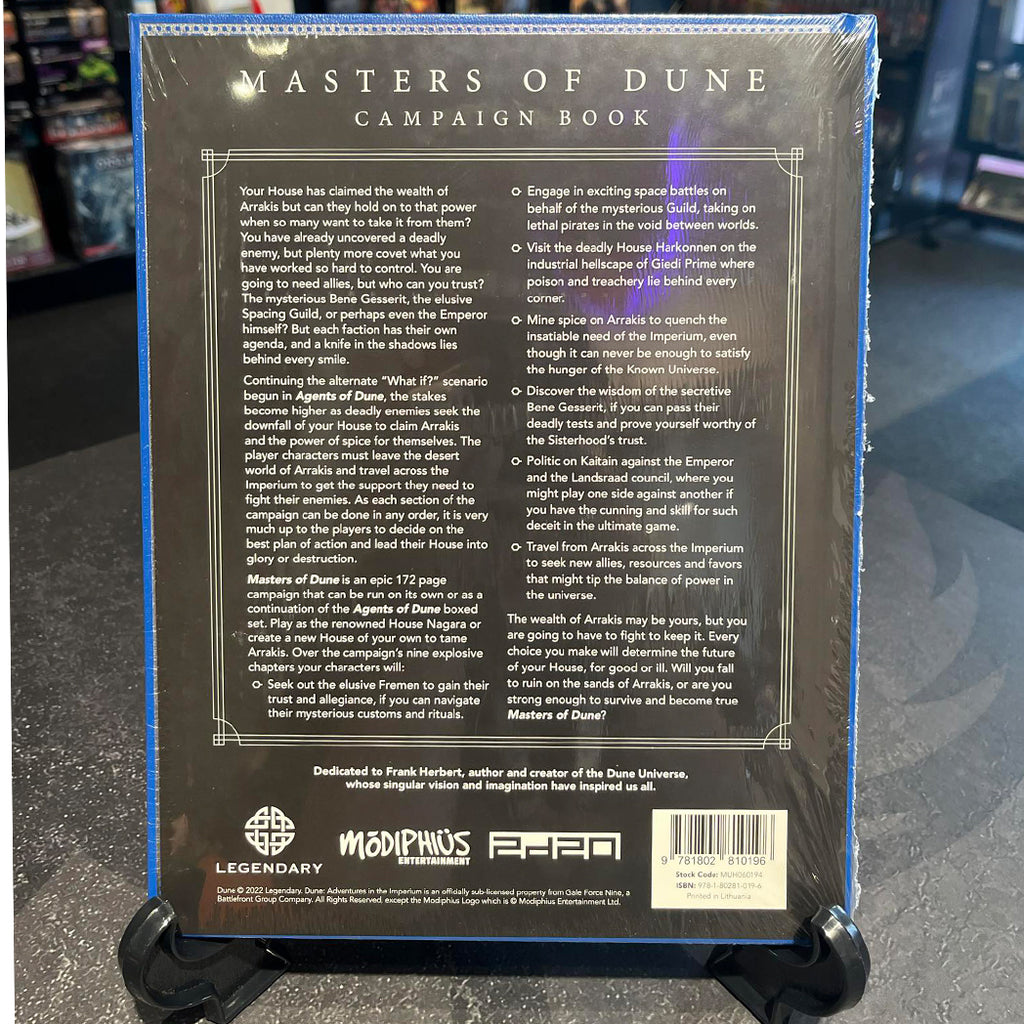 MASTERS OF DUNE
CAMPAIGN BOOK
Your House has claimed the wealth of
Arrakis but can they hold on to that power
when so many want to take it from them?
You have already uncovered a deadly
enemy, but plenty more covet what you
have worked so hard to control. You are
going to need allies, but who can you trust?
The mysterious Bene Gesserit, the elusive
Spacing Guild, or perhaps even the Emperor
himself? But each faction has their own
agenda, and a knife in the shadows lies
behind every smile.
Continuing the alternate "What if?" scenario
begun in Agents of Dune, the stakes
become higher as deadly enemies seek the
downfall of your House to claim Arrakis
and the power of spice for themselves. The
player characters must leave the desert
world of Arrakis and travel across the
Imperium to get the support they need to
fight their enemies. As each section of the
campaign can be done in any order, it is very
much up to the players to decide on the
best plan of action and lead their House into
glory or destruction.
Masters of Dune is an epic 172 page
campaign that can be run on its own or as a
continuation of the Agents of Dune boxed
set. Play as the renowned House Nagara or
create a new House of your own to tame
Arrakis. Over the campaign's nine explosive
chapters your characters will:
Seek out the elusive Fremen to gain their
trust and allegiance, if you can navigate
their mysterious customs and rituals.
Engage in exciting space battles on
behalf of the mysterious Guild, taking on
lethal pirates in the void between worlds.
Visit the deadly House Harkonnen on the
industrial hellscape of Giedi Prime where
poison and treachery lie behind every
corner.
Mine spice on Arrakis to quench the
insatiable need of the Imperium, even
though it can never be enough to satisfy
the hunger of the Known Universe.
Discover the wisdom of the secretive
Bene Gesserit, if you can pass their
deadly tests and prove yourself worthy of
the Sisterhood's trust.
Politic on Kaitain against the Emperor
and the Landsraad council, where you
might play one side against another if
you have the cunning and skill for such
deceit in the ultimate game.
Travel from Arrakis across the Imperium
to seek new allies, resources and favors
that might tip the balance of power in
the universe.
The wealth of Arrakis may be yours, but you
are going to have to fight to keep it. Every
choice you make will determine the future
of your House, for good or ill. Will you fall
to ruin on the sands of Arrakis, or are you
strong enough to survive and become true
Masters of Dune?
Dedicated to Frank Herbert, author and creator of the Dune Universe,
whose singular vision and imagination have inspired us all.
LEGENDARY
MÖDIPHIÜS
ENTERTAINMENT
2d20
9 781802 810196
Stock Code: MUH060194
ISBN: 978-1-80281-019-6
Printed in Lithuania
Dune © 2022 Legendary. Dune: Adventures in the Imperium is an officially sub-licensed property from Gale Force Nine, a
Battlefront Group Company. All Rights Reserved, except the Modiphius Logo which is © Modiphius Entertainment Ltd.